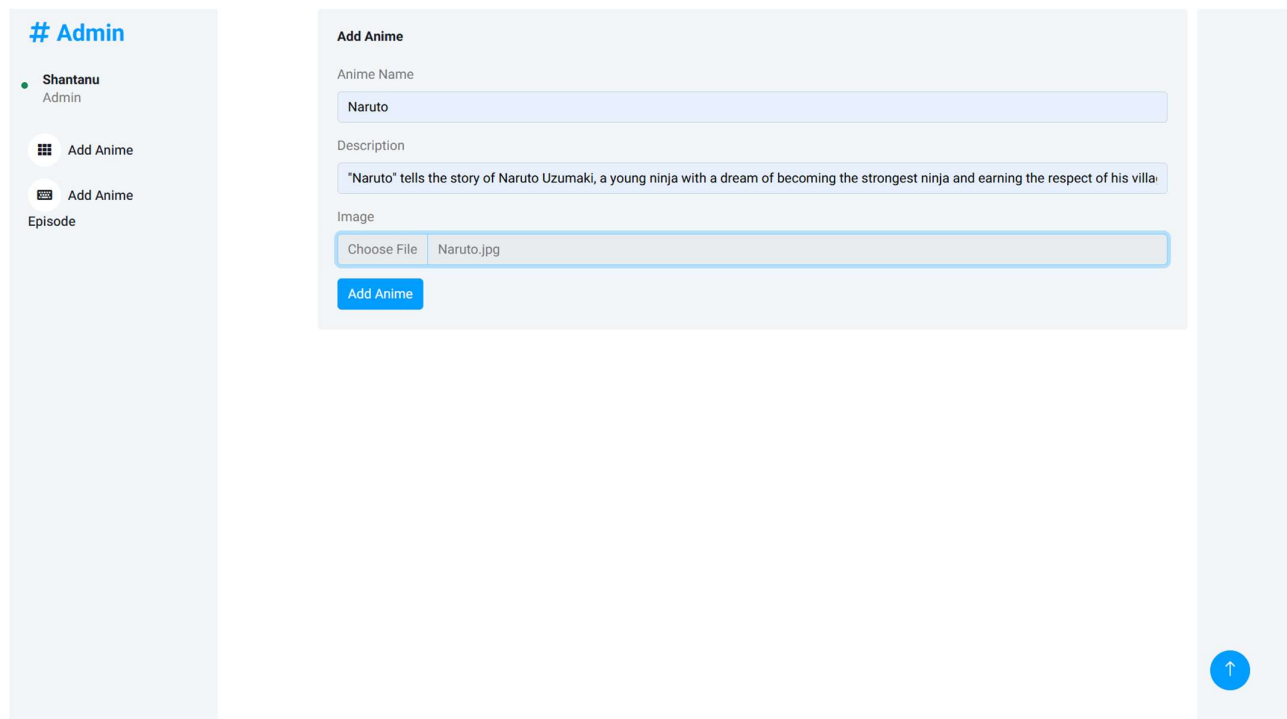 # Admin
Shantanu
Admin
Add Anime
Add Anime
Episode
Add Anime
Anime Name
Naruto
Description
"Naruto" tells the story of Naruto Uzumaki, a young ninja with a dream of becoming the strongest ninja and earning the respect of his villa
Image
Choose File Naruto.jpg
Add Anime